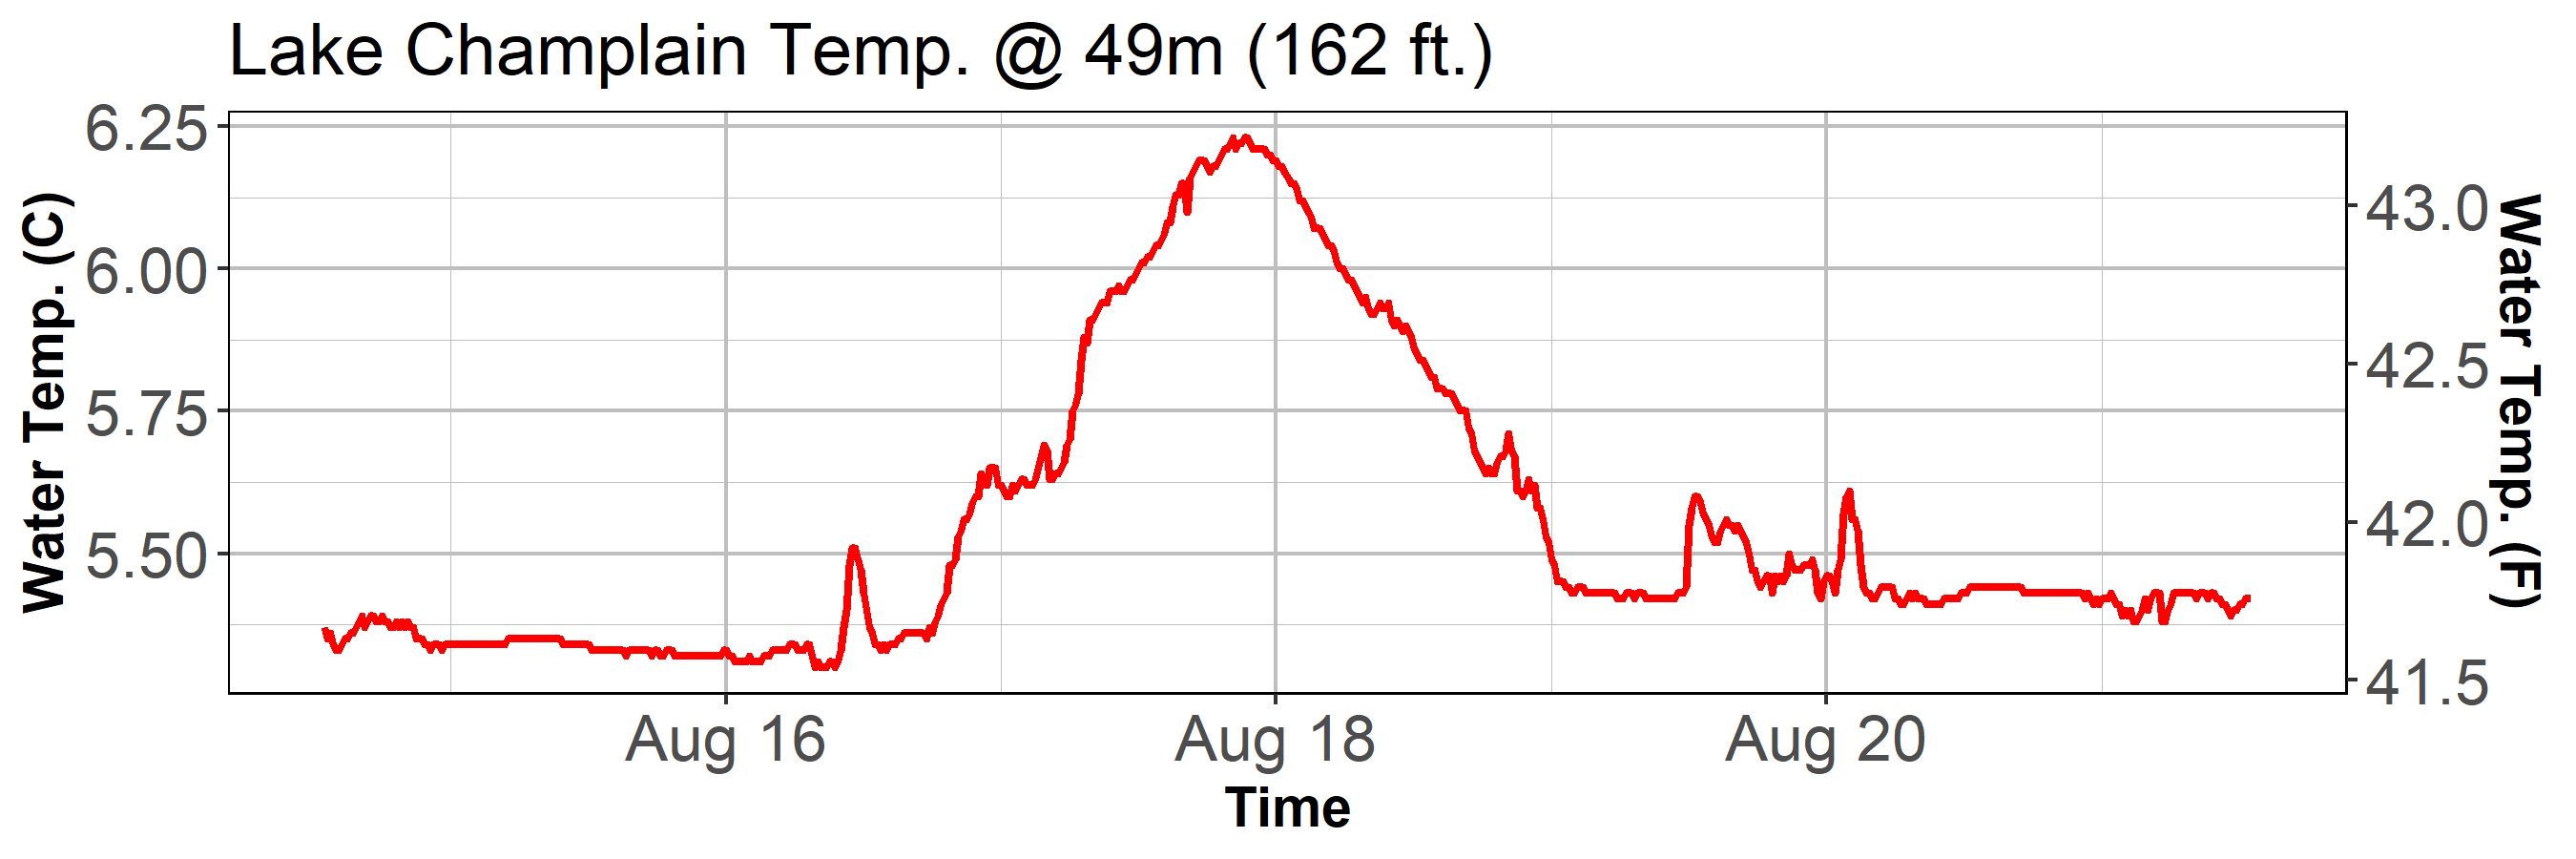 Lake Champlain Temp. @ 49m (162 ft.)
Water Temp. (C)
6.25
6.00
5.75
5.50
43.0
42.5
42.0
41.5
Water Temp. (F)
Aug 16
Aug 18
Aug 20
Time